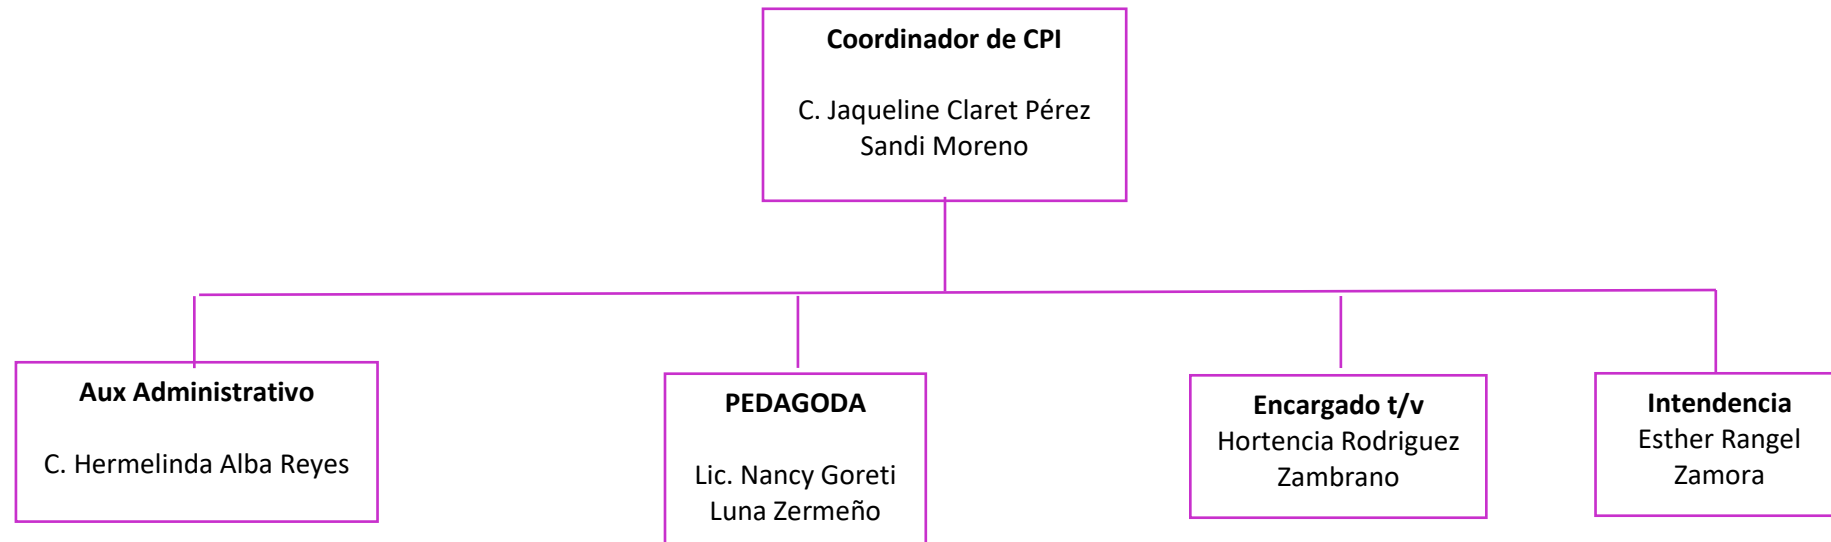 Coordinador de CPI
C. Jaqueline Claret Pérez
Sandi Moreno
Aux Administrativo
C. Hermelinda Alba Reyes
PEDAGODA
Lic. Nancy Goreti
Luna Zermeño
Encargado t/v
Hortencia Rodriguez
Zambrano
Intendencia
Esther Rangel
Zamora